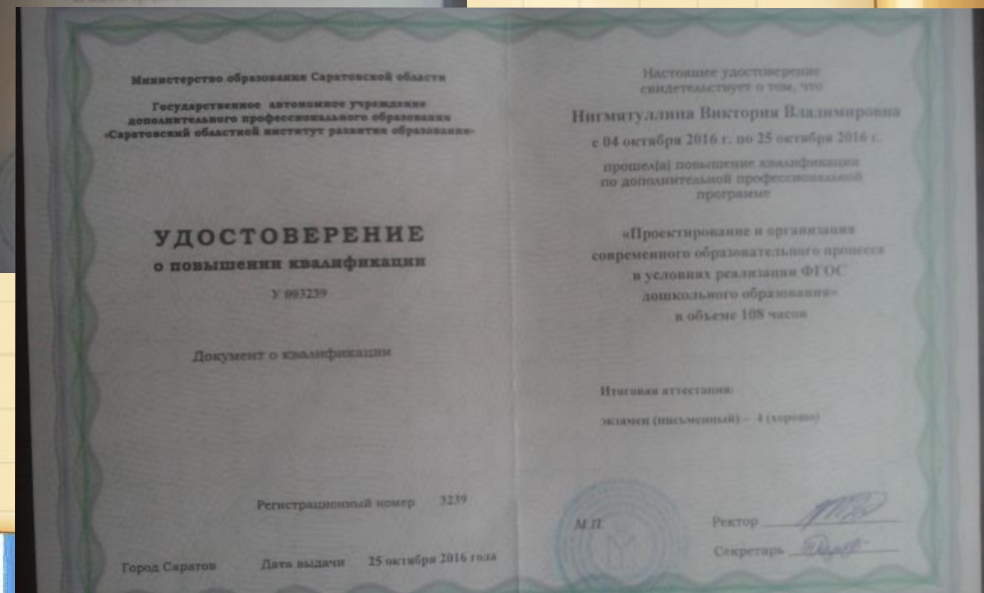 Министерство образования Саратовской области
Государственное автономное учреждение
дополнительного профессионального образования
«Саратовский областной институт развития образования»
УДОСТОВЕРЕНИЕ
о повышении квалификации
У 003239
Документ о квалификации
Регистрационный номер 3239
Город Саратов Дата выдачи 25 октября 2016 года
Настоящее удостоверение
свидетельствует о том, что
Нигмятуллина Виктория Владимировна
с 04 октября 2016 г. по 25 октября 2016 г.
прошел(а) повышение квалификации
по дополнительной профессиональной
программе
«Проектирование и организация
современного образовательного процесса
в условиях реализации ФГОС
дошкольного образования»
в объеме 108 часов
Итоговая аттестация:
экзамен (письменный) – 4 (хорошо)
М.П.
Ректор
Секретарь